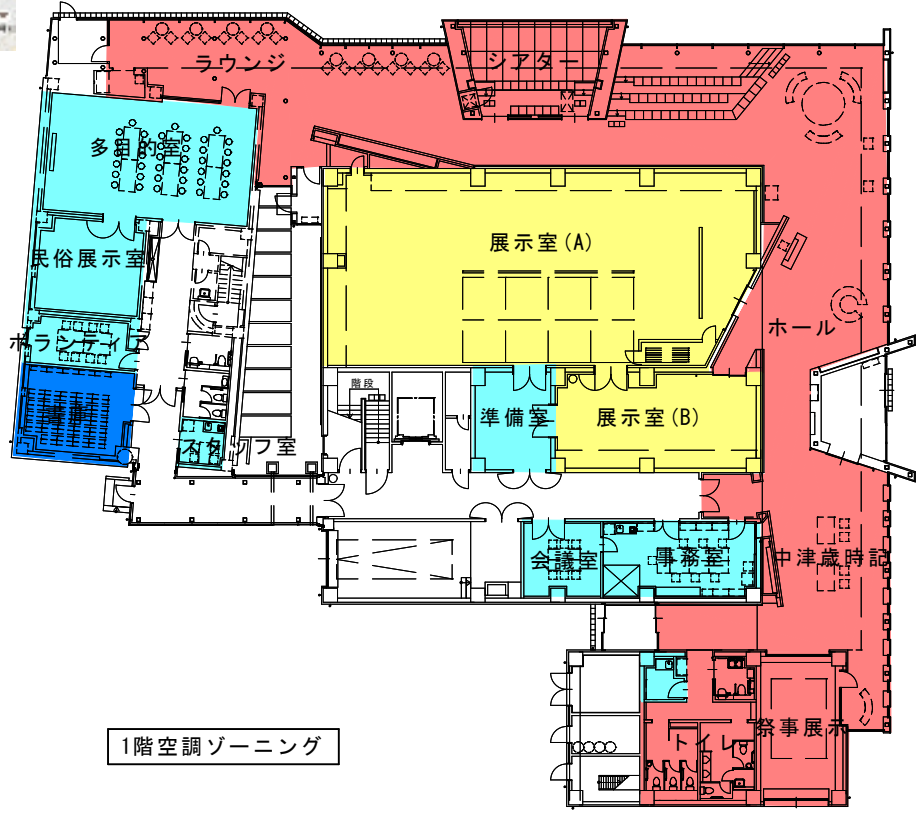 ラウンジ
シアター
多目的室
展示室(A)
民俗展示室
ホール
ボランティア
階段
準備室
展示室(B)
書庫
スタッフ室
会議室
事務室
中津歳時記
祭事展示
トイレ
1階空調ゾーニング